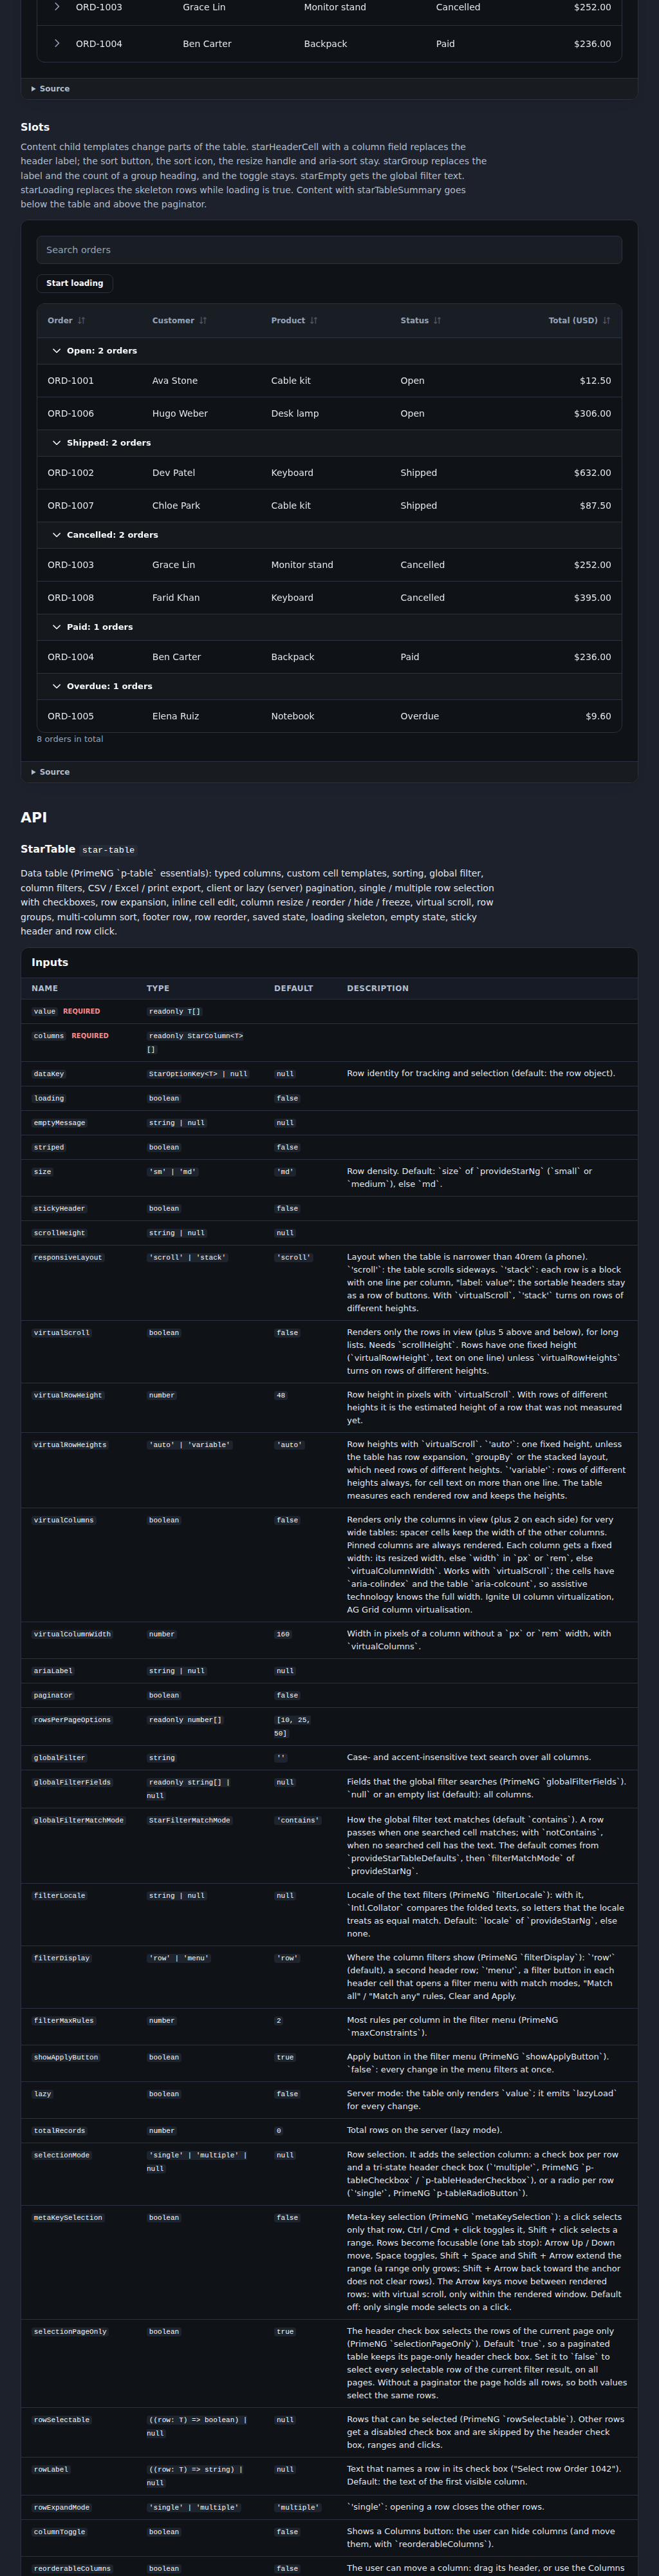 ORD-1003 Grace Lin Monitor stand Cancelled $252.00
ORD-1004 Ben Carter Backpack Paid $236.00
Source
Slots
Content child templates change parts of the table. starHeaderCell with a column field replaces the
header label; the sort button, the sort icon, the resize handle and aria-sort stay. starGroup replaces the
label and the count of a group heading, and the toggle stays. starEmpty gets the global filter text.
starLoading replaces the skeleton rows while loading is true. Content with starTableSummary goes
below the table and above the paginator.
Search orders
Start loading
Order Customer Product Status Total (USD)
Open: 2 orders
ORD-1001 Ava Stone Cable kit Open $12.50
ORD-1006 Hugo Weber Desk lamp Open $306.00
Shipped: 2 orders
ORD-1002 Dev Patel Keyboard Shipped $632.00
ORD-1007 Chloe Park Cable kit Shipped $87.50
Cancelled: 2 orders
ORD-1003 Grace Lin Monitor stand Cancelled $252.00
ORD-1008 Farid Khan Keyboard Cancelled $395.00
Paid: 1 orders
ORD-1004 Ben Carter Backpack Paid $236.00
Overdue: 1 orders
ORD-1005 Elena Ruiz Notebook Overdue $9.60
8 orders in total
Source
API
StarTable star-table
Data table (PrimeNG `p-table` essentials): typed columns, custom cell templates, sorting, global filter,
column filters, CSV / Excel / print export, client or lazy (server) pagination, single / multiple row selection
with checkboxes, row expansion, inline cell edit, column resize / reorder / hide / freeze, virtual scroll, row
groups, multi-column sort, footer row, row reorder, saved state, loading skeleton, empty state, sticky
header and row click.
Inputs
NAME TYPE DEFAULT DESCRIPTION
value REQUIRED readonly T[]
columns REQUIRED readonly StarColumn<T>
[]
dataKey StarOptionKey<T> | null null Row identity for tracking and selection (default: the row object).
loading boolean false
emptyMessage string | null null
striped boolean false
size 'sm' | 'md' 'md' Row density. Default: `size` of `provideStarNg` (`small` or
`medium`), else `md`.
stickyHeader boolean false
scrollHeight string | null null
responsiveLayout 'scroll' | 'stack' 'scroll' Layout when the table is narrower than 40rem (a phone).
`'scroll'`: the table scrolls sideways. `'stack'`: each row is a block
with one line per column, "label: value"; the sortable headers stay
as a row of buttons. With `virtualScroll`, `'stack'` turns on rows of
different heights.
virtualScroll boolean false Renders only the rows in view (plus 5 above and below), for long
lists. Needs `scrollHeight`. Rows have one fixed height
(`virtualRowHeight`, text on one line) unless `virtualRowHeights`
turns on rows of different heights.
virtualRowHeight number 48 Row height in pixels with `virtualScroll`. With rows of different
heights it is the estimated height of a row that was not measured
yet.
virtualRowHeights 'auto' | 'variable' 'auto' Row heights with `virtualScroll`. `'auto'`: one fixed height, unless
the table has row expansion, `groupBy` or the stacked layout,
which need rows of different heights. `'variable'`: rows of different
heights always, for cell text on more than one line. The table
measures each rendered row and keeps the heights.
virtualColumns boolean false Renders only the columns in view (plus 2 on each side) for very
wide tables: spacer cells keep the width of the other columns.
Pinned columns are always rendered. Each column gets a fixed
width: its resized width, else `width` in `px` or `rem`, else
`virtualColumnWidth`. Works with `virtualScroll`; the cells have
`aria-colindex` and the table `aria-colcount`, so assistive
technology knows the full width. Ignite UI column virtualization,
AG Grid column virtualisation.
virtualColumnWidth number 160 Width in pixels of a column without a `px` or `rem` width, with
`virtualColumns`.
ariaLabel string | null null
paginator boolean false
rowsPerPageOptions readonly number[] [10, 25,
50]
globalFilter string '' Case- and accent-insensitive text search over all columns.
globalFilterFields readonly string[] | null Fields that the global filter searches (PrimeNG `globalFilterFields`).
null `null` or an empty list (default): all columns.
globalFilterMatchMode StarFilterMatchMode 'contains' How the global filter text matches (default `contains`). A row
passes when one searched cell matches; with `notContains`,
when no searched cell has the text. The default comes from
`provideStarTableDefaults`, then `filterMatchMode` of
`provideStarNg`.
filterLocale string | null null Locale of the text filters (PrimeNG `filterLocale`): with it,
`Intl.Collator` compares the folded texts, so letters that the locale
treats as equal match. Default: `locale` of `provideStarNg`, else
none.
filterDisplay 'row' | 'menu' 'row' Where the column filters show (PrimeNG `filterDisplay`): `'row'`
(default), a second header row; `'menu'`, a filter button in each
header cell that opens a filter menu with match modes, "Match
all" / "Match any" rules, Clear and Apply.
filterMaxRules number 2 Most rules per column in the filter menu (PrimeNG
`maxConstraints`).
showApplyButton boolean true Apply button in the filter menu (PrimeNG `showApplyButton`).
`false`: every change in the menu filters at once.
lazy boolean false Server mode: the table only renders `value`; it emits `lazyLoad`
for every change.
totalRecords number 0 Total rows on the server (lazy mode).
selectionMode 'single' | 'multiple' | null Row selection. It adds the selection column: a check box per row
null and a tri-state header check box (`'multiple'`, PrimeNG `p-
tableCheckbox` / `p-tableHeaderCheckbox`), or a radio per row
(`'single'`, PrimeNG `p-tableRadioButton`).
metaKeySelection boolean false Meta-key selection (PrimeNG `metaKeySelection`): a click selects
only that row, Ctrl / Cmd + click toggles it, Shift + click selects a
range. Rows become focusable (one tab stop): Arrow Up / Down
move, Space toggles, Shift + Space and Shift + Arrow extend the
range (a range only grows; Shift + Arrow back toward the anchor
does not clear rows). The Arrow keys move between rendered
rows: with virtual scroll, only within the rendered window. Default
off: only single mode selects on a click.
selectionPageOnly boolean true The header check box selects the rows of the current page only
(PrimeNG `selectionPageOnly`). Default `true`, so a paginated
table keeps its page-only header check box. Set it to `false` to
select every selectable row of the current filter result, on all
pages. Without a paginator the page holds all rows, so both values
select the same rows.
rowSelectable ((row: T) => boolean) | null Rows that can be selected (PrimeNG `rowSelectable`). Other rows
null get a disabled check box and are skipped by the header check
box, ranges and clicks.
rowLabel ((row: T) => string) | null Text that names a row in its check box ("Select row Order 1042").
null Default: the text of the first visible column.
rowExpandMode 'single' | 'multiple' 'multiple' `'single'`: opening a row closes the other rows.
columnToggle boolean false Shows a Columns button: the user can hide columns (and move
them, with `reorderableColumns`).
reorderableColumns boolean false The user can move a column: drag its header, or use the Columns